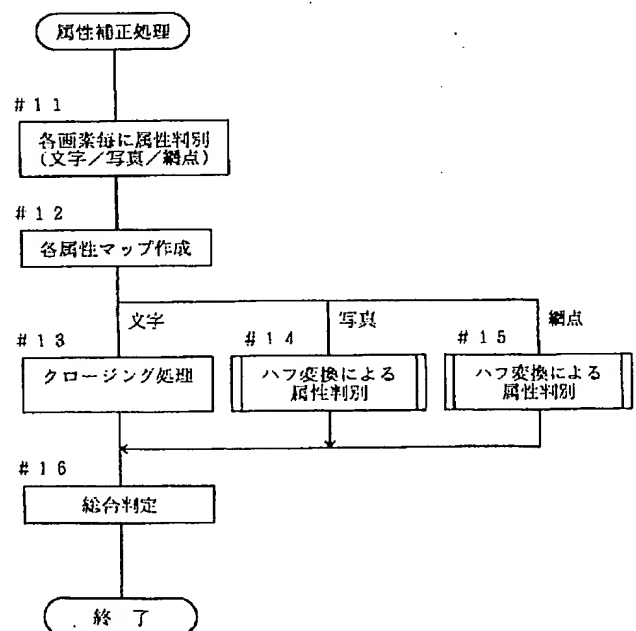 属性補正処理
#11
各画素毎に属性判別
(文字/写真/網点)
#12
各属性マップ作成
文字
写真
網点
#13
クロージング処理
#14
ハフ変換による
属性判別
#15
ハフ変換による
属性判別
#16
総合判定
終了